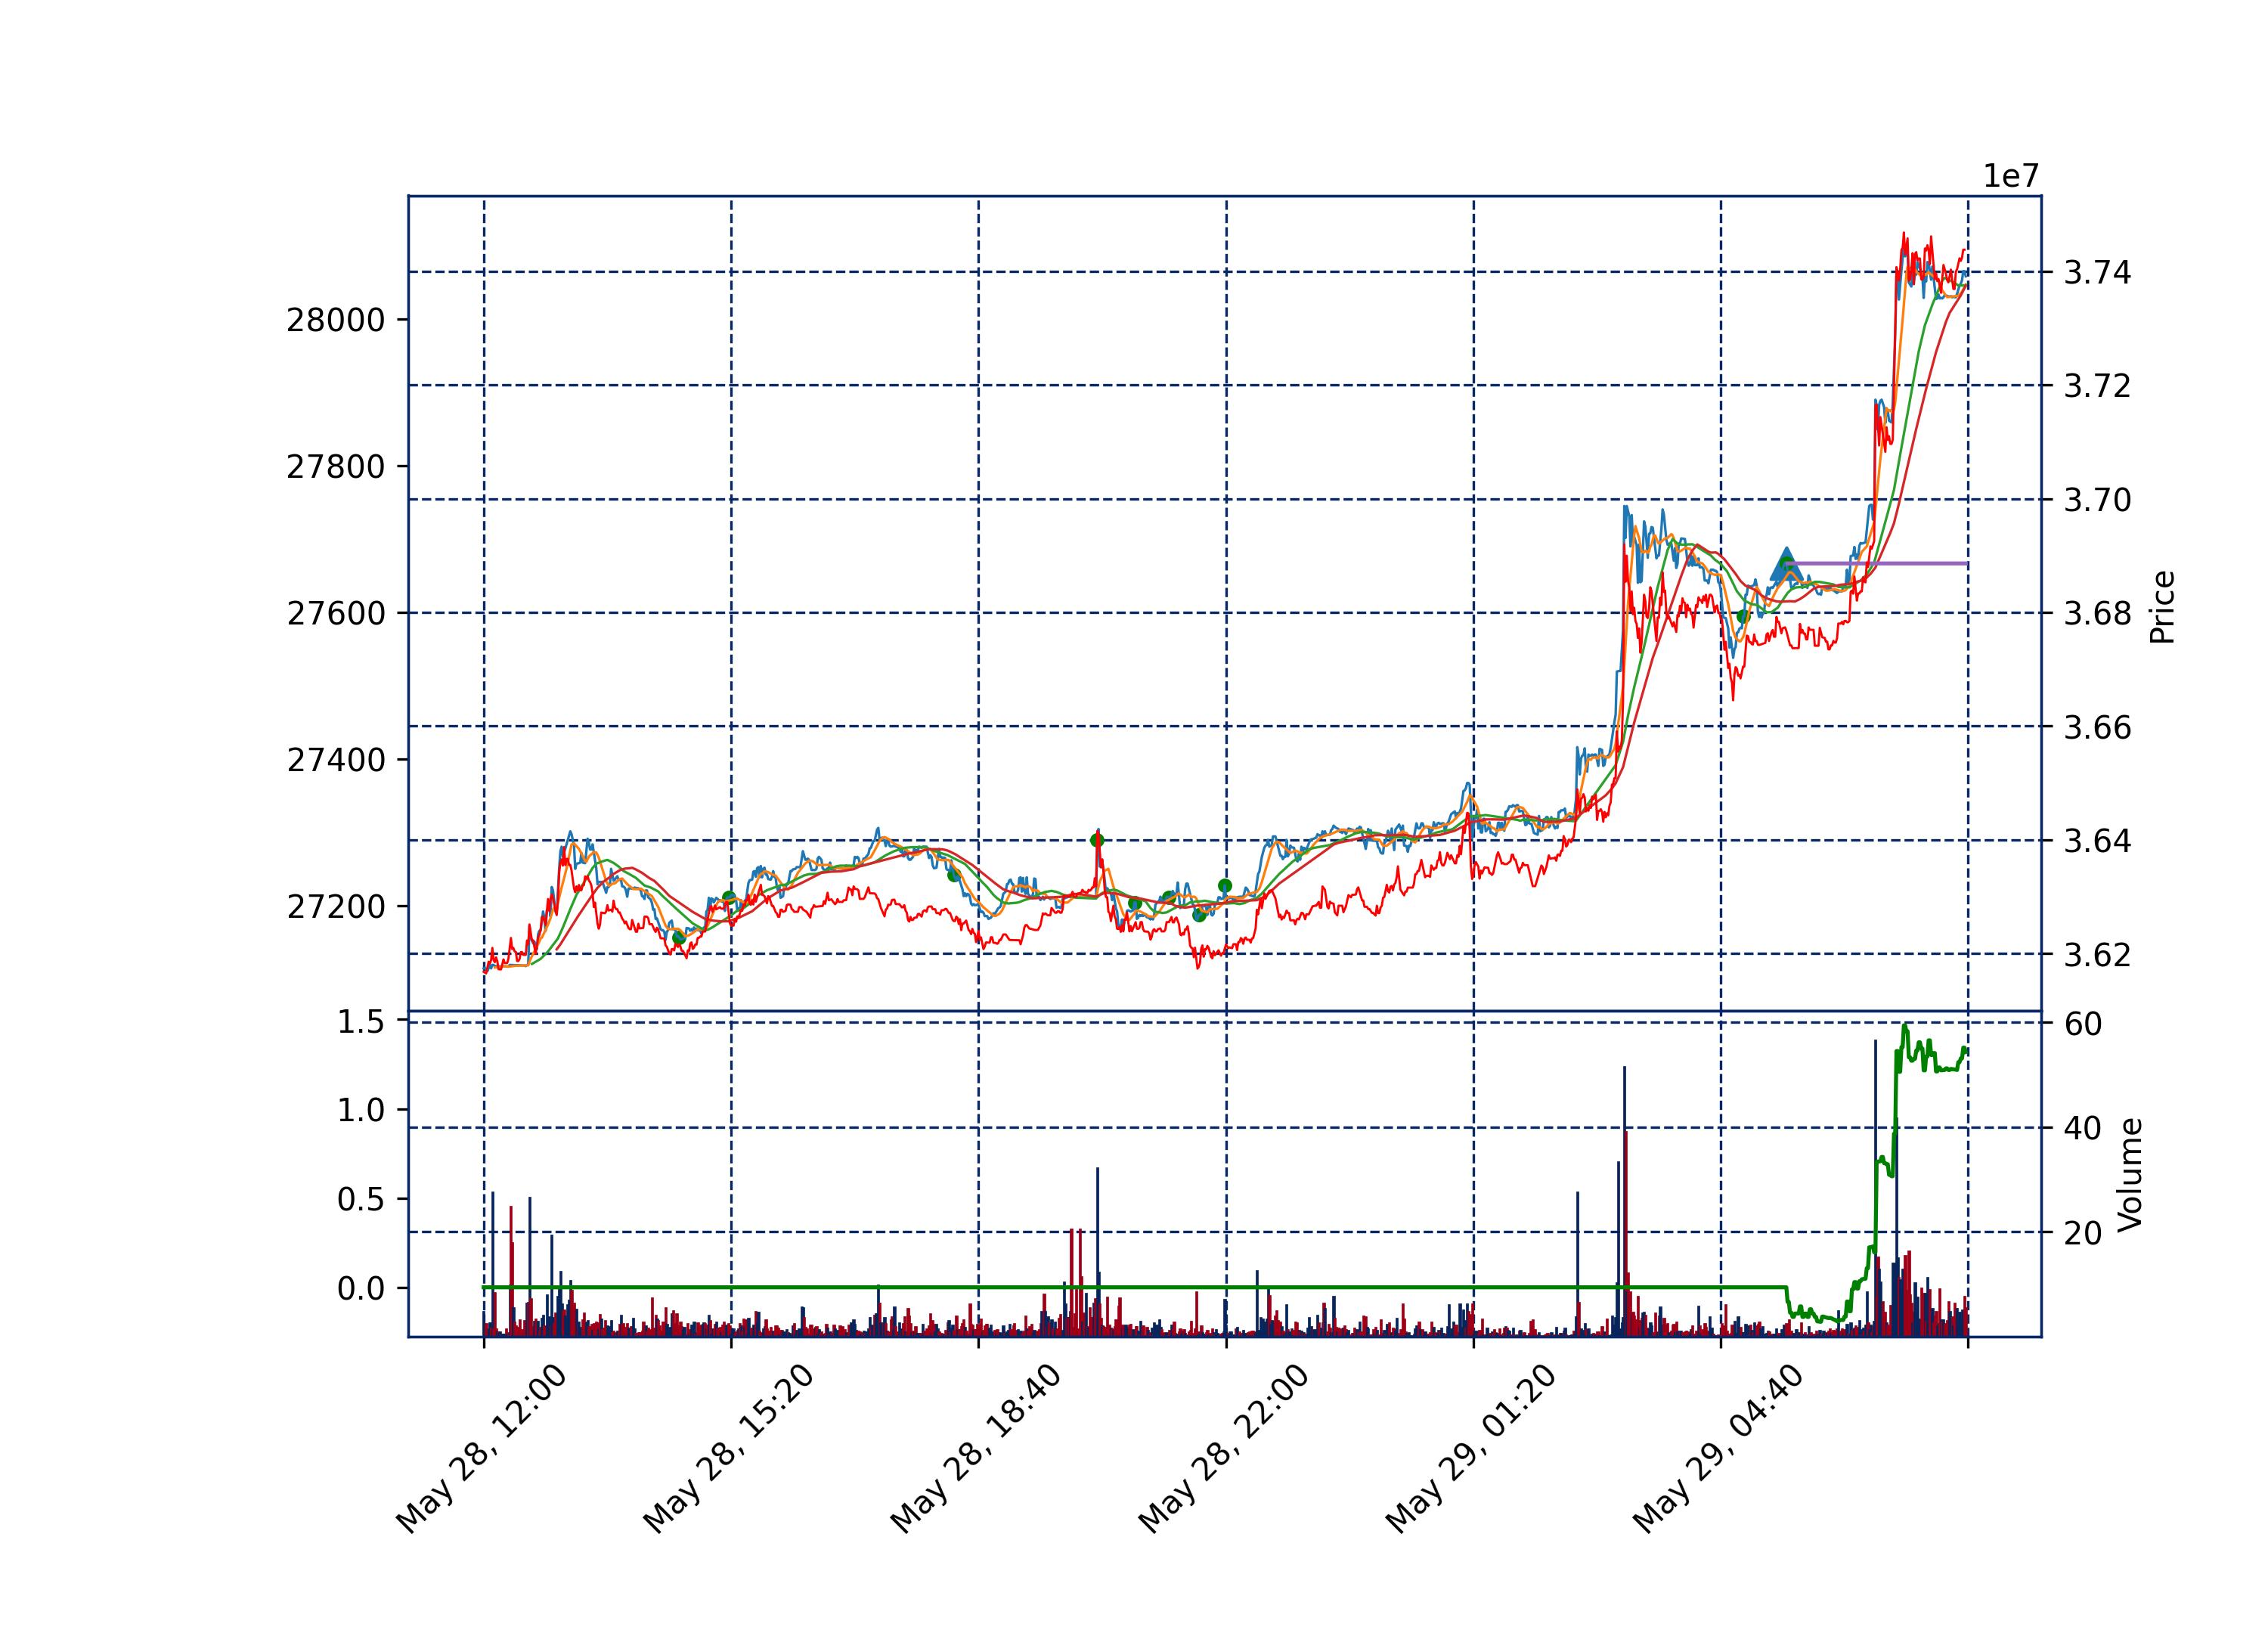 1e7
28000
27800
27600
27400
27200
3.74
3.72
3.70
3.68
3.66
3.64
3.62
Price
1.5
1.0
0.5
0.0
60
40
20
Volume
May 28, 12:00
May 28, 15:20
May 28, 18:40
May 28, 22:00
May 29, 01:20
May 29, 04:40